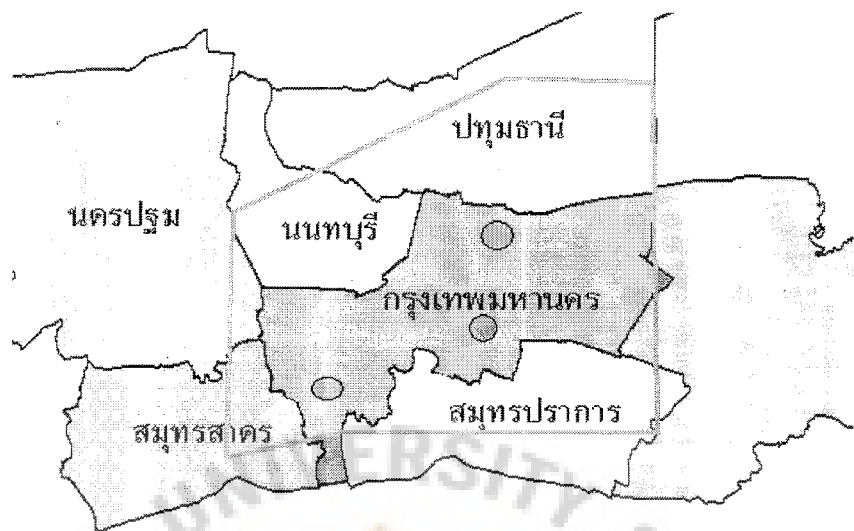 ปทุมธานี
นครปฐม
นนทบุรี
กรุงเทพมหานคร
สมุทรปราการ
สมุทรสาคร
UNIVERSITY